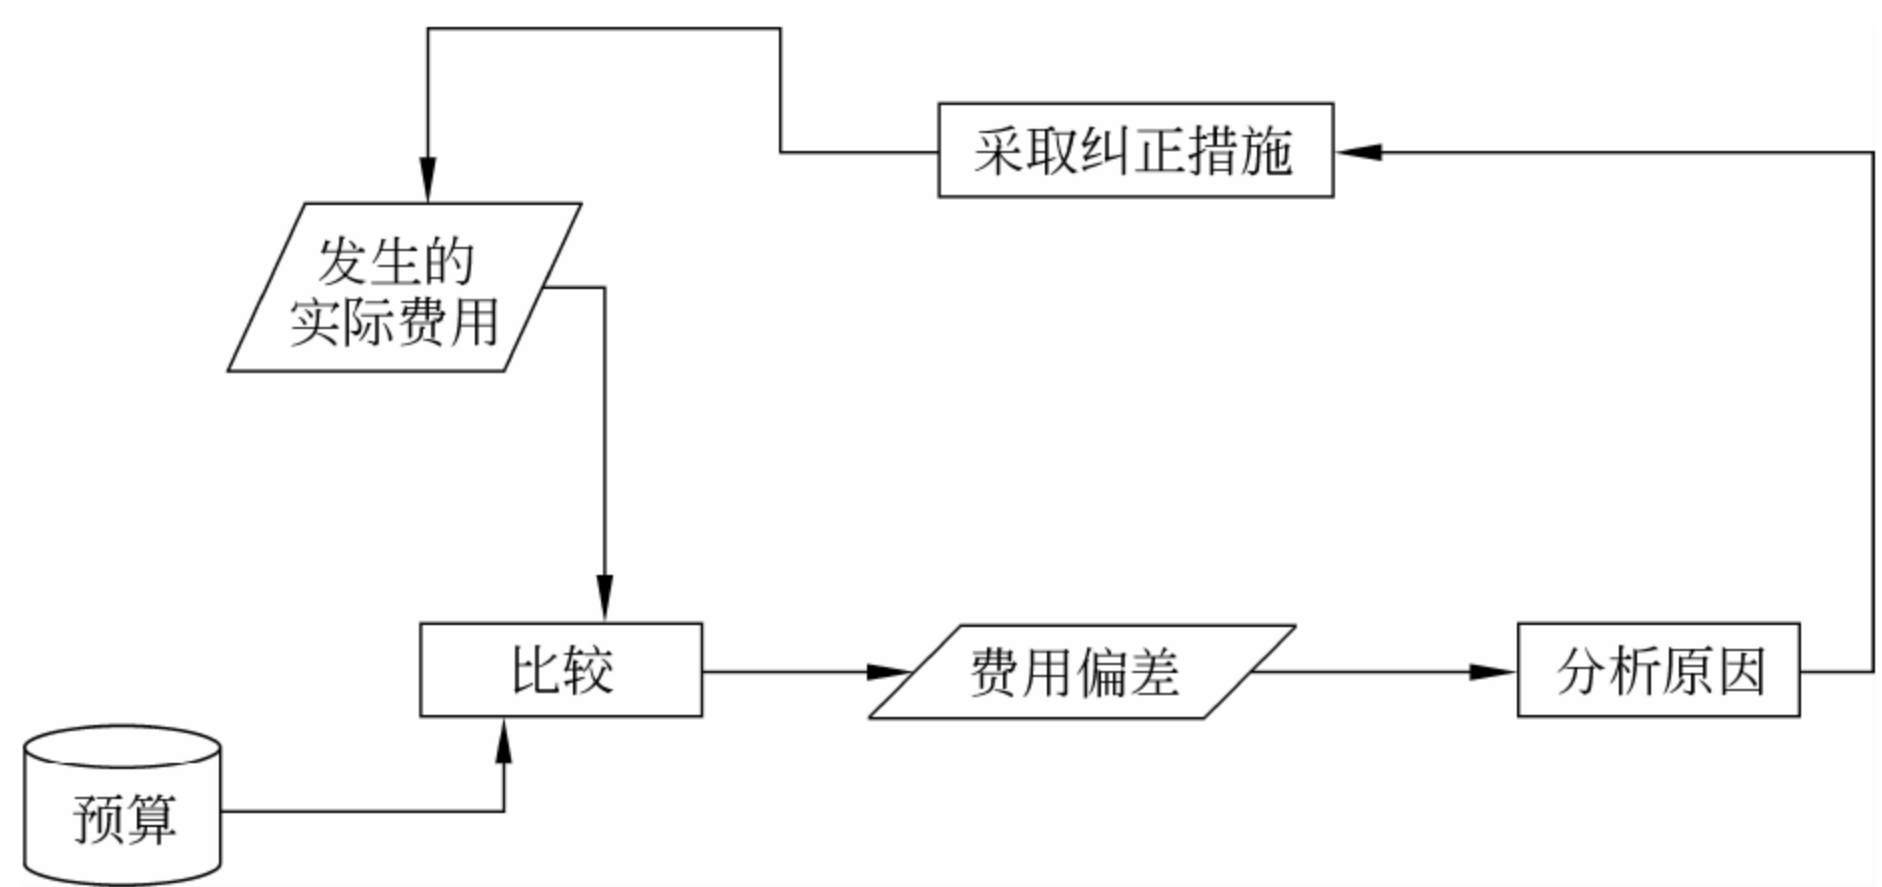 采取纠正措施
发生的
实际费用
比较
费用偏差
分析原因
预算